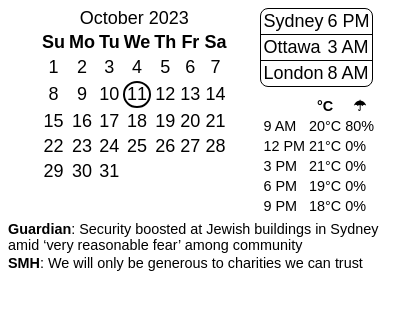 October 2023
Su Mo Tu We Th Fr Sa
1 2 3 4 5 6 7
8 9 10 11 12 13 14
15 16 17 18 19 20 21
22 23 24 25 26 27 28
29 30 31
Sydney 6 PM
Ottawa 3 AM
London 8 AM
°C ☂
9 AM 20°C 80%
12 PM 21°C 0%
3 PM 21°C 0%
6 PM 19°C 0%
9 PM 18°C 0%
Guardian: Security boosted at Jewish buildings in Sydney
amid ‘very reasonable fear’ among community
SMH: We will only be generous to charities we can trust